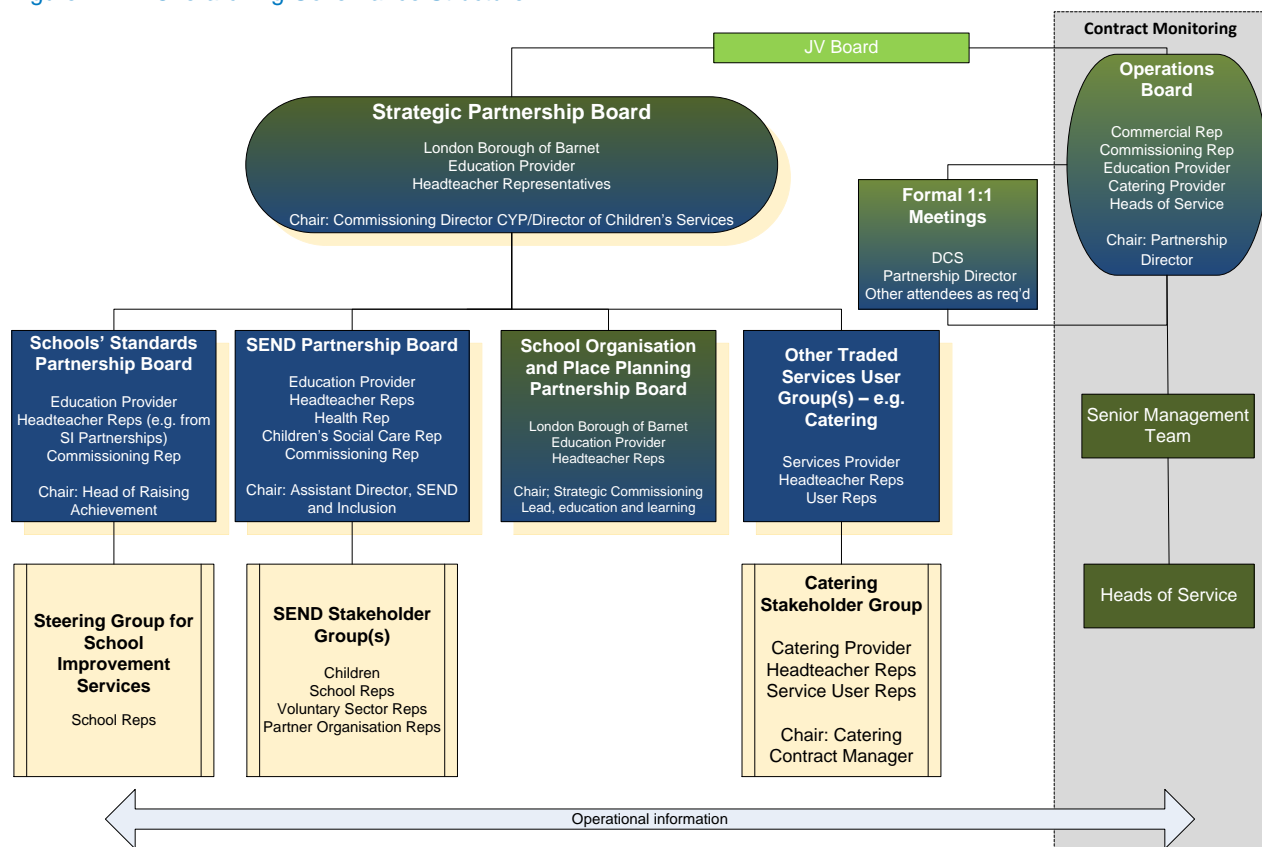 Contract Monitoring
JV Board
Operations
Board
Commercial Rep
Commissioning Rep
Education Provider
Catering Provider
Heads of Service
Chair: Partnership
Director
Strategic Partnership Board
London Borough of Barnet
Education Provider
Headteacher Representatives
Chair: Commissioning Director CYP/Director of Children's Services
Formal 1:1
Meetings
DCS
Partnership Director
Other attendees as req'd
Schools' Standards
Partnership Board
Education Provider
Headteacher Reps (e.g. from
SI Partnerships)
Commissioning Rep
Chair: Head of Raising
Achievement
SEND Partnership Board
Education Provider
Headteacher Reps
Health Rep
Children's Social Care Rep
Commissioning Rep
Chair: Assistant Director, SEND
and Inclusion
School Organisation
and Place Planning
Partnership Board
London Borough of Barnet
Education Provider
Headteacher Reps
Chair; Strategic Commissioning
Lead, education and learning
Other Traded
Services User
Group(s) – e.g.
Catering
Services Provider
Headteacher Reps
User Reps
Senior Management
Team
Steering Group for
School
Improvement
Services
School Reps
SEND Stakeholder
Group(s)
Children
School Reps
Voluntary Sector Reps
Partner Organisation Reps
Catering
Stakeholder Group
Catering Provider
Headteacher Reps
Service User Reps
Chair: Catering
Contract Manager
Heads of Service
Operational information